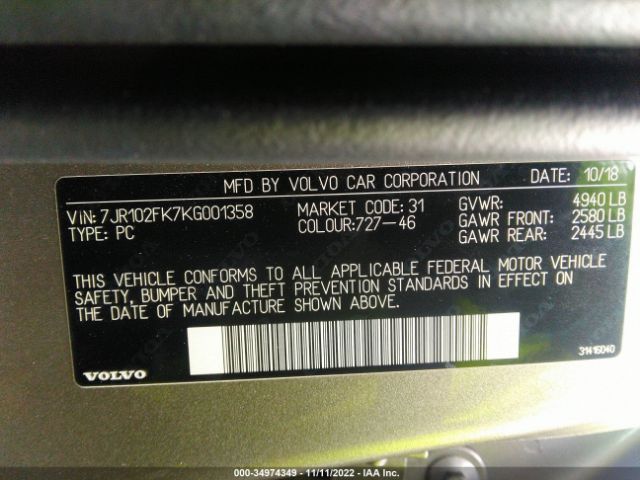 MFD BY VOLVO CAR CORPORATION DATE: 10/18
VIN: 7JR102FK7KG001358 MARKET CODE: 31 GVWR: 4940 LB
TYPE: PC COLOUR:727-46 GAWR FRONT: 2580 LB
GAWR REAR: 2445 LB
THIS VEHICLE CONFORMS TO ALL APPLICABLE FEDERAL MOTOR VEHICLE
SAFETY, BUMPER AND THEFT PREVENTION STANDARDS IN EFFECT ON
THE DATE OF MANUFACTURE SHOWN ABOVE.
VOLVO
31416040
000-34974349 - 11/11/2022 - IAA Inc.